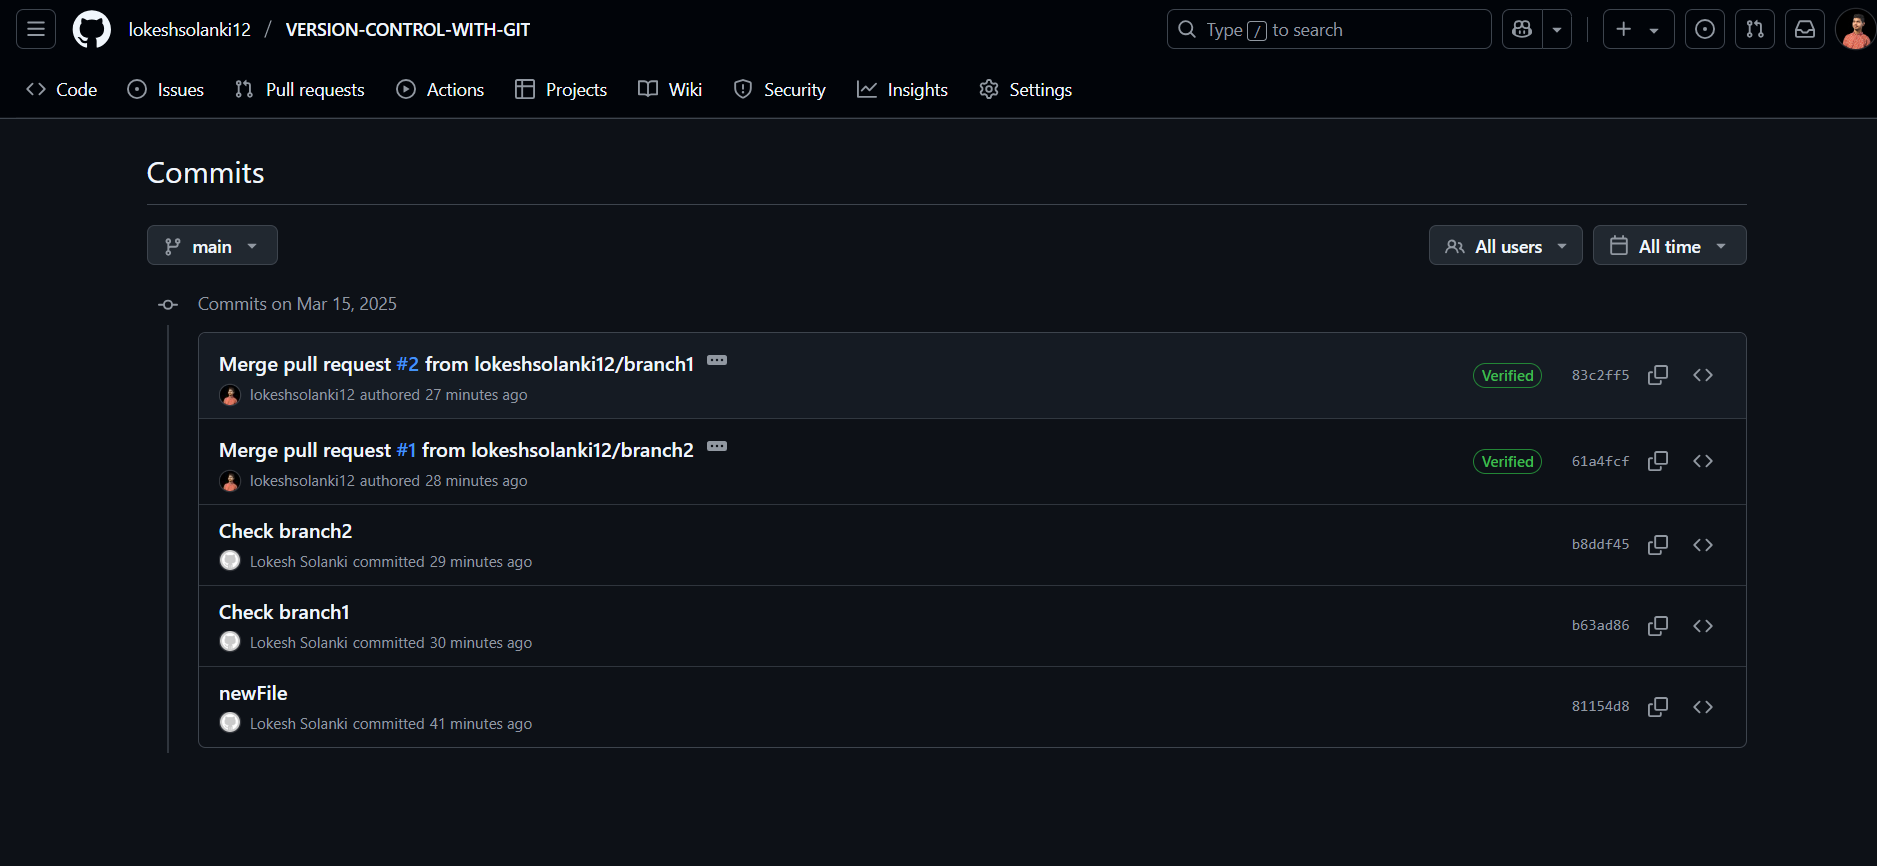 lokeshsolanki12 / VERSION-CONTROL-WITH-GIT
Type / to search
Code Issues Pull requests Actions Projects Wiki Security Insights Settings
Commits
main All users All time
Commits on Mar 15, 2025
Merge pull request #2 from lokeshsolanki12/branch1
Verified 83c2ff5
lokeshsolanki12 authored 27 minutes ago
Merge pull request #1 from lokeshsolanki12/branch2
Verified 61a4fcf
lokeshsolanki12 authored 28 minutes ago
Check branch2
b8ddf45
Lokesh Solanki committed 29 minutes ago
Check branch1
b63ad86
Lokesh Solanki committed 30 minutes ago
newFile
81154d8
Lokesh Solanki committed 41 minutes ago